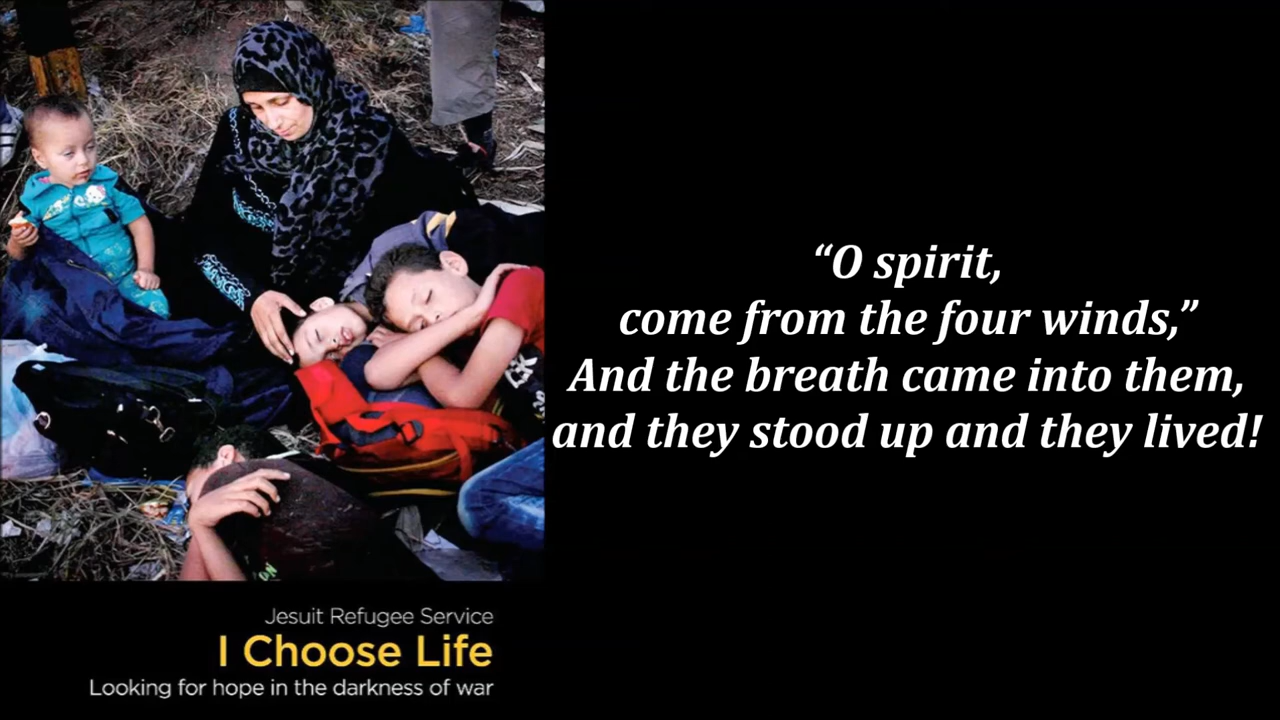 “O spirit,
come from the four winds,”
And the breath came into them,
and they stood up and they lived!
Jesuit Refugee Service
I Choose Life
Looking for hope in the darkness of war